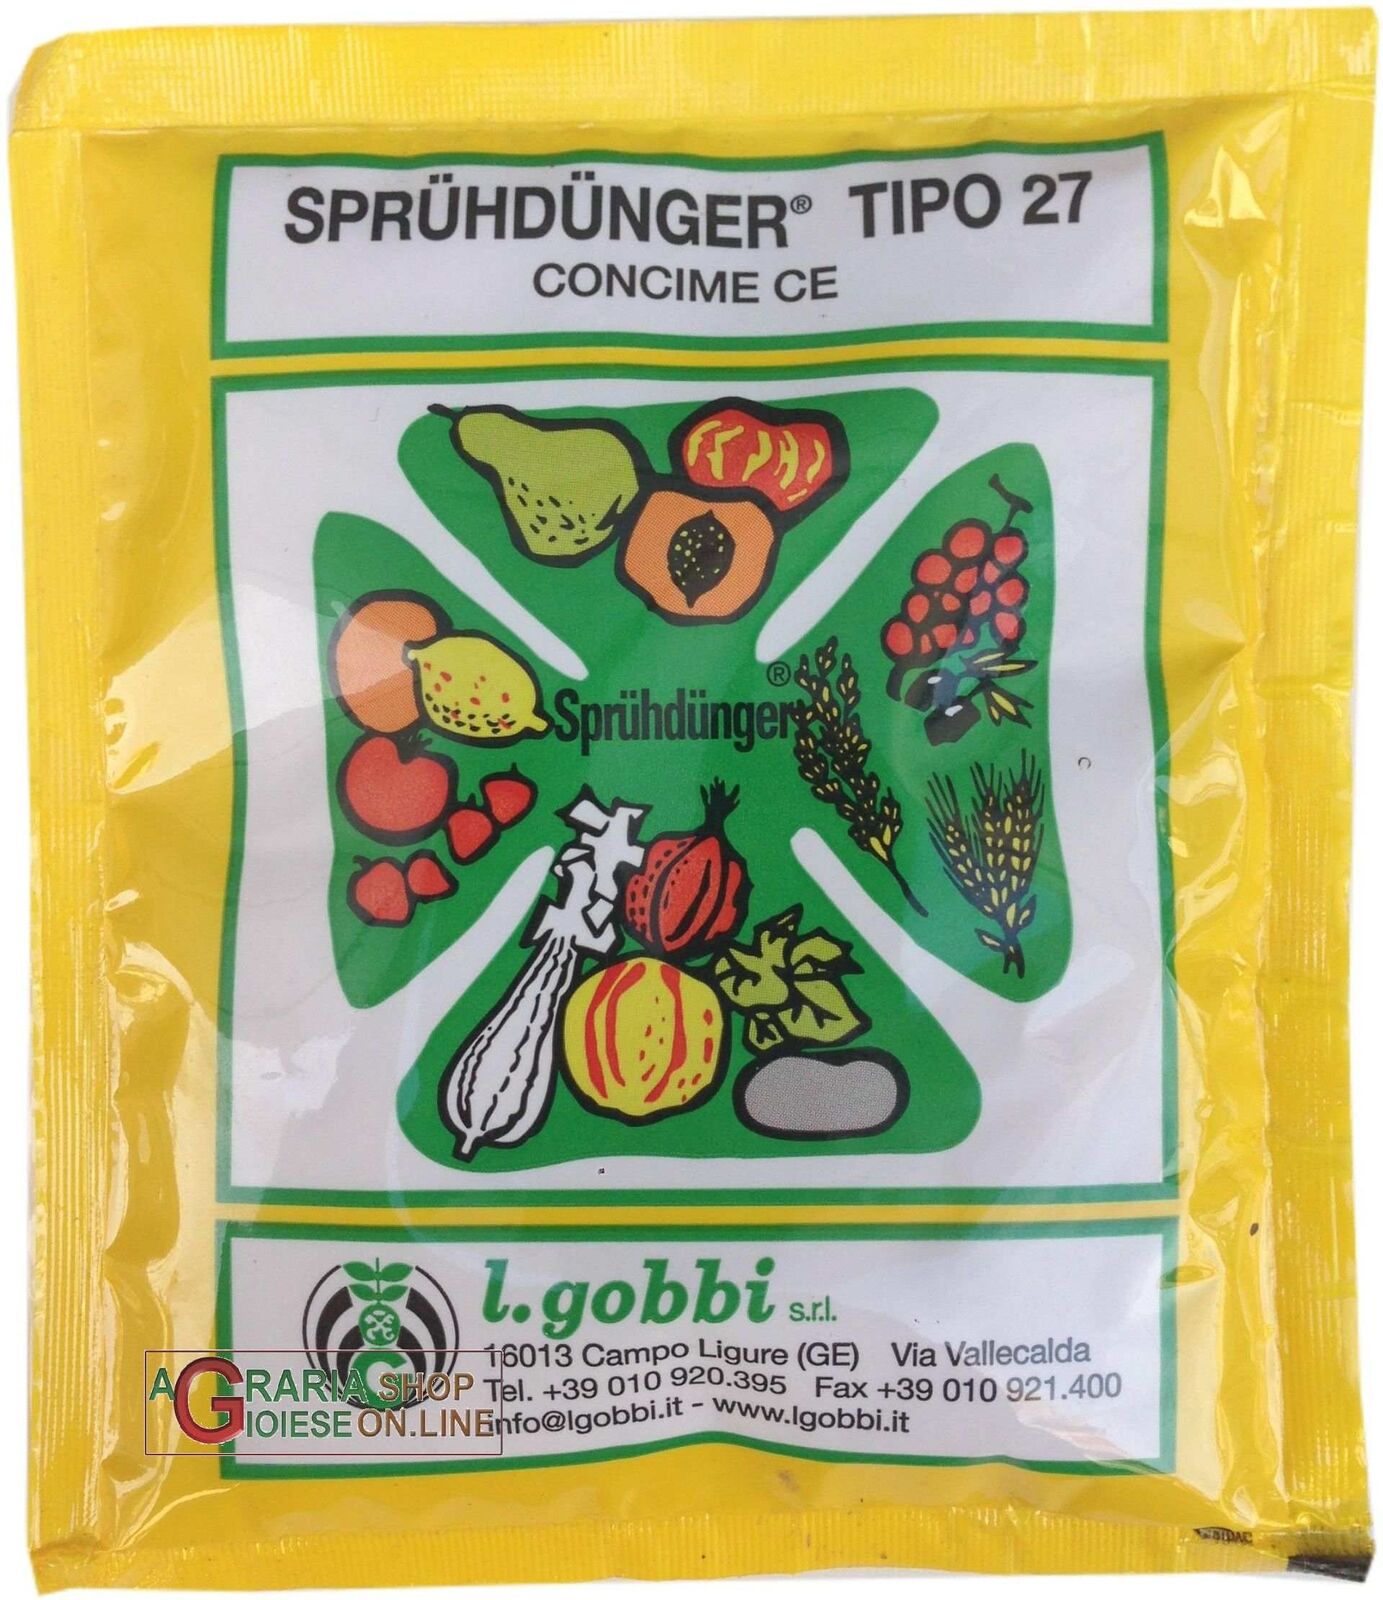 SPRÜHDÜNGER® TIPO 27
CONCIME CE
Sprühdünger®
l.gobbi s.r.l.
16013 Campo Ligure (GE) Via Vallecalda
Tel. +39 010 920.395 Fax +39 010 921.400
info@lgobbi.it - www.lgobbi.it
G
AGRARIA SHOP
GIOIESE ON.LINE